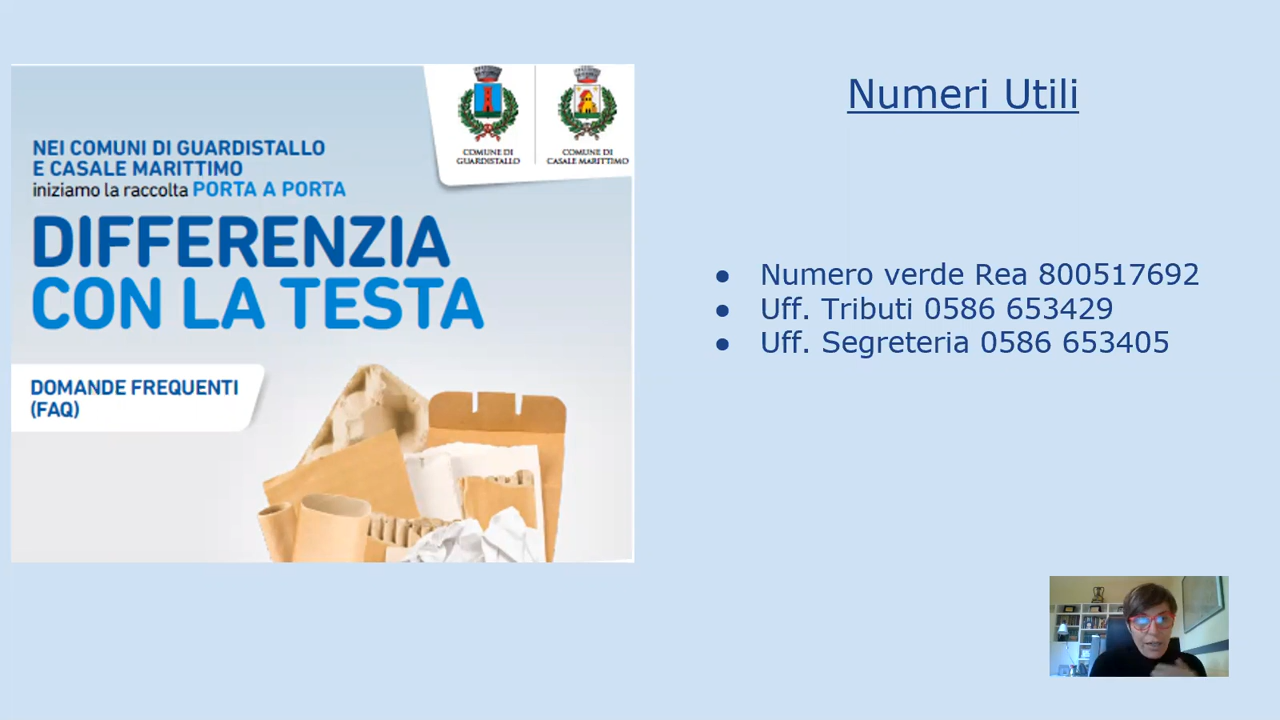 COMUNE DI
GUARDISTALLO
COMUNE DI
CASALE MARITTIMO
NEI COMUNI DI GUARDISTALLO
E CASALE MARITTIMO
iniziamo la raccolta PORTA A PORTA
DIFFERENZIA
CON LA TESTA
DOMANDE FREQUENTI
(FAQ)
Numeri Utili
● Numero verde Rea 800517692
● Uff. Tributi 0586 653429
● Uff. Segreteria 0586 653405